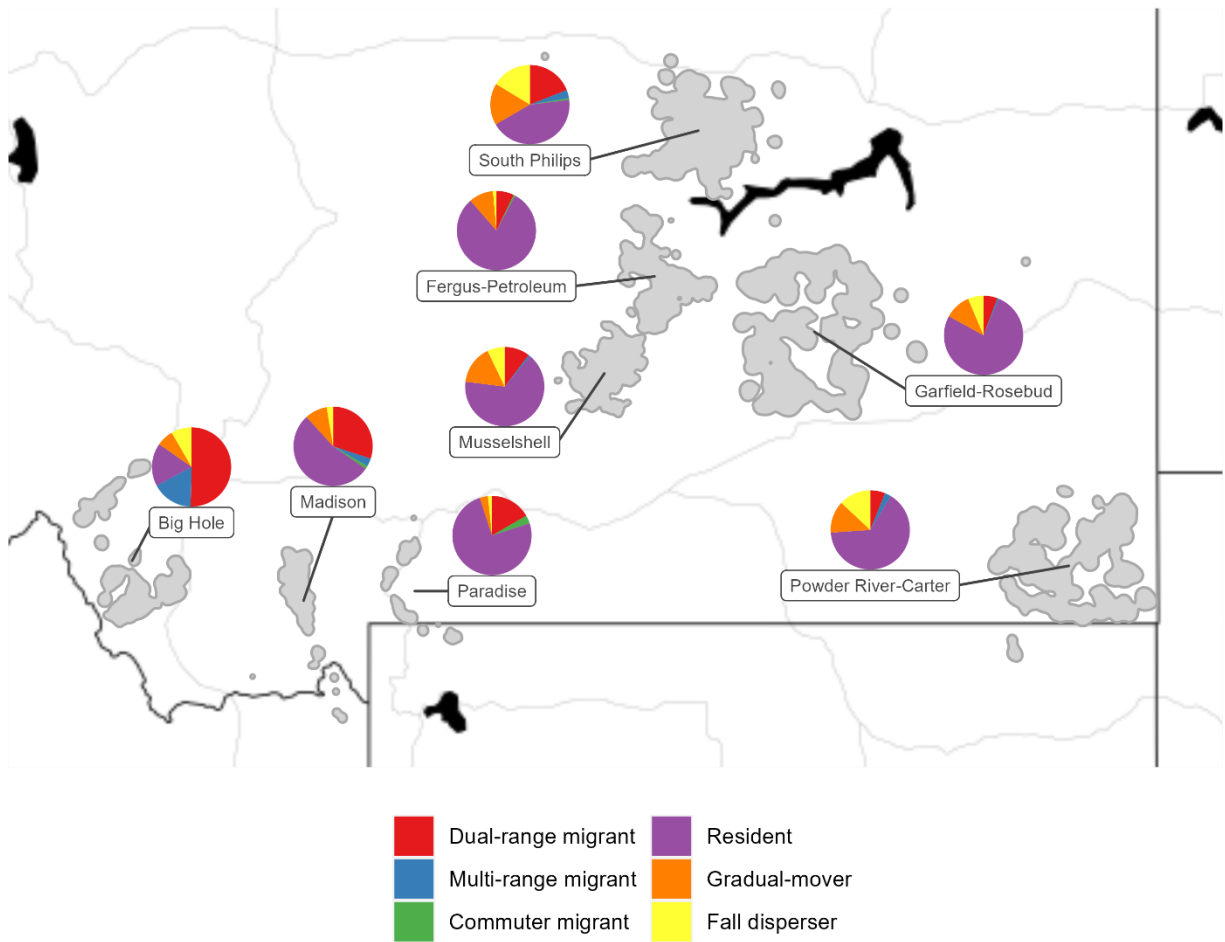 South Philips
Fergus-Petroleum
Garfield-Rosebud
Musselshell
Madison
Big Hole
Paradise
Powder River-Carter
Dual-range migrant
Resident
Multi-range migrant
Gradual-mover
Commuter migrant
Fall disperser